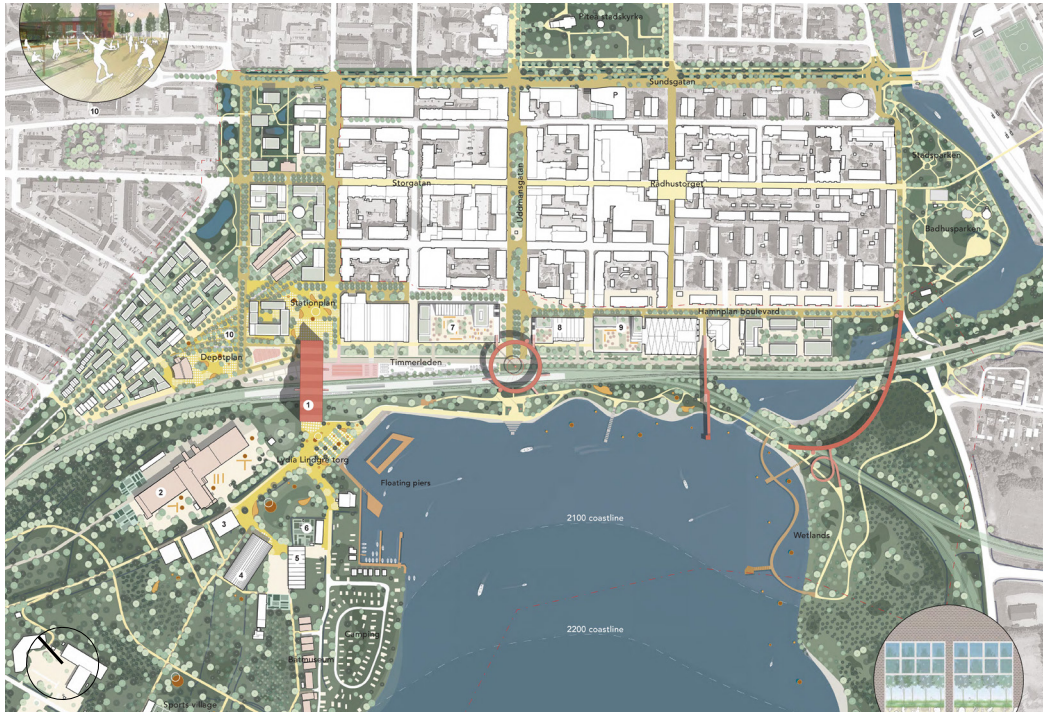 Piteå stadskyrka
Sundsgatan
P
10
Stadsparken
Storgatan
Uddmansgatan
Rådhustorget
Badhusparken
Stationplan
Hamnplan boulevard
7
8
9
10
Depotplan
Timmerleden
1
Lydia Lindgre torg
Floating piers
2
3
6
2100 coastline
Wetlands
5
4
2200 coastline
Camping
Båtmuseum
Sports village